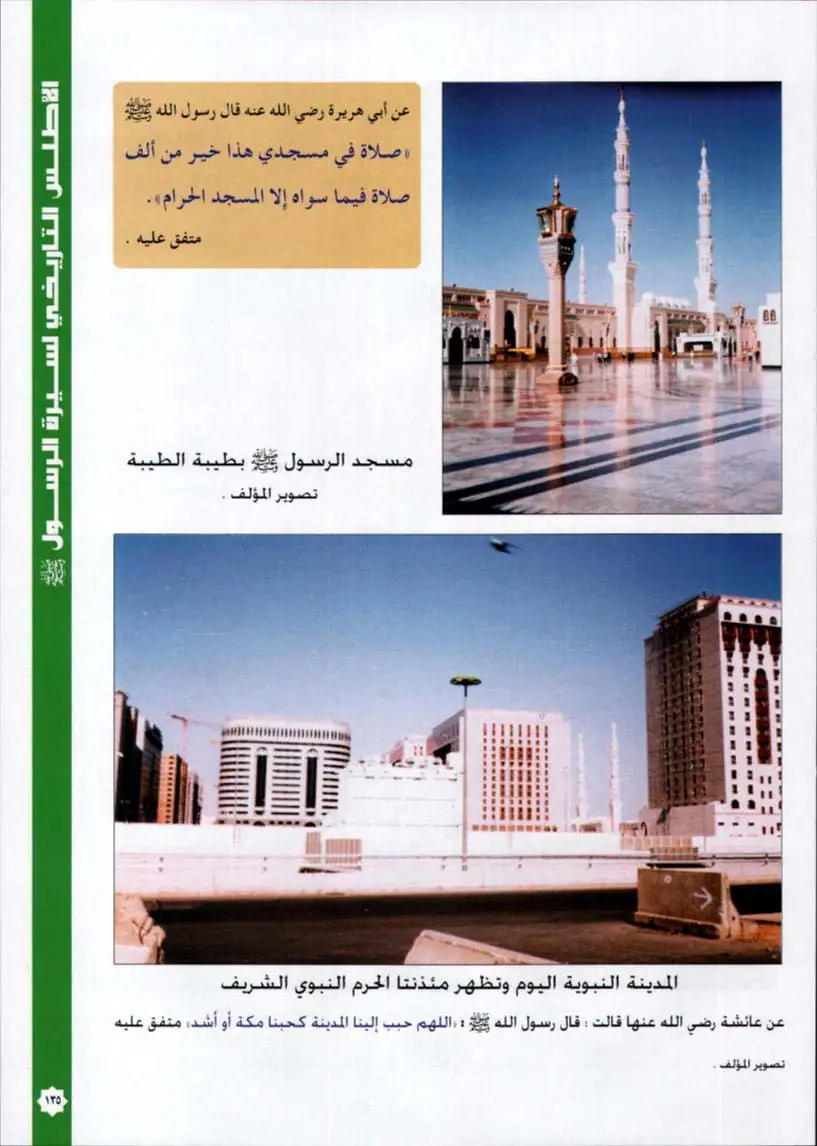 الأطلس التاريخي لسيرة الرسول ﷺ
عن أبي هريرة رضي الله عنه قال رسول الله ﷺ
«صلاة في مسجدي هذا خير من ألف
صلاة فيما سواه إلا المسجد الحرام».
متفق عليه .
مسجد الرسول ﷺ بطيبة الطيبة
تصوير المؤلف .
المدينة النبوية اليوم وتظهر مئذنتا الحرم النبوي الشريف
عن عائشة رضي الله عنها قالت : قال رسول الله ﷺ : «اللهم حبب إلينا المدينة كحبنا مكة أو أشد» متفق عليه
تصوير المؤلف .
١٣٥